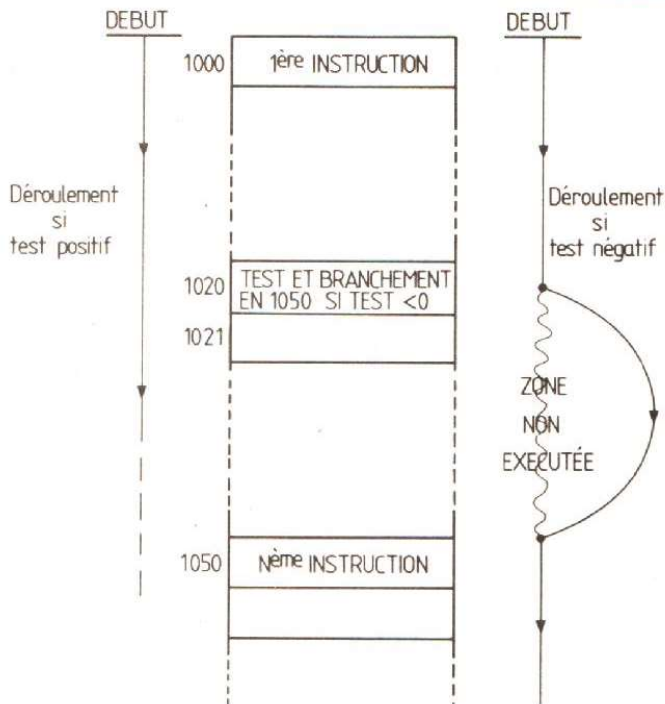 DEBUT
Déroulement
si
test positif
1000
1ère INSTRUCTION
1020
TEST ET BRANCHEMENT
EN 1050 SI TEST <0
1021
1050
Nème INSTRUCTION
DEBUT
Déroulement
si
test négatif
ZONE
NON
EXECUTÉE